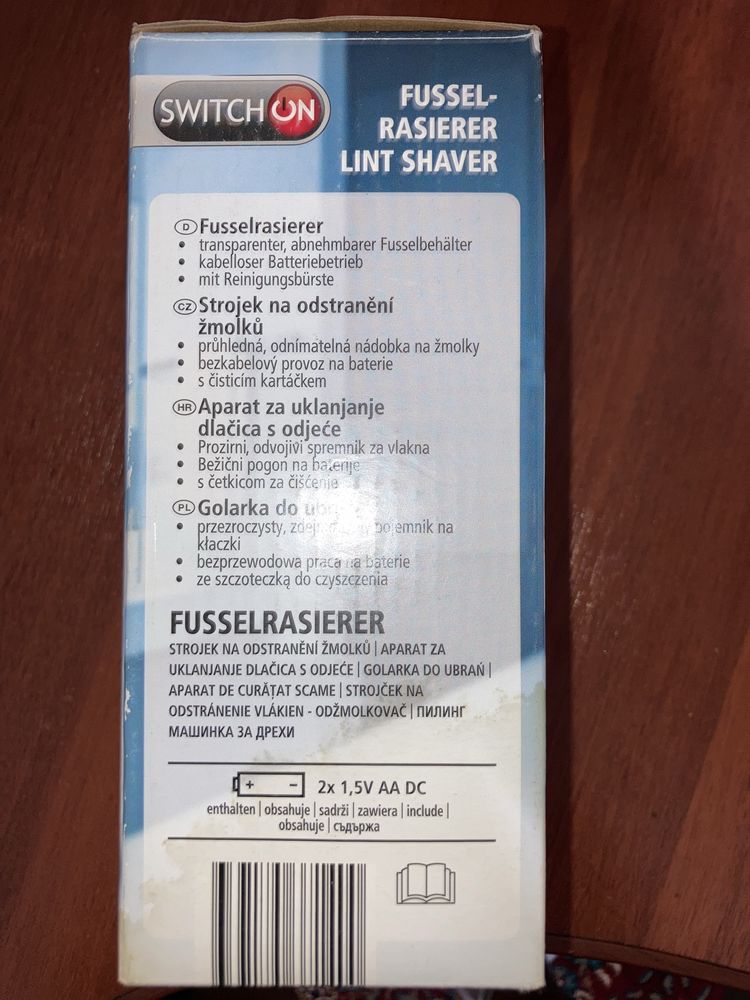 SWITCH ON
FUSSEL-
RASIERER
LINT SHAVER
D Fusselrasierer
• transparenter, abnehmbarer Fusselbehälter
• kabelloser Batteriebetrieb
• mit Reinigungsbürste
CZ Strojek na odstranění
žmolků
• průhledná, odnímatelná nádobka na žmolky
• bezkabelový provoz na baterie
• s čisticím kartáčkem
HR Aparat za uklanjanje
dlačica s odjeće
• Prozirni, odvojivi spremnik za vlakna
• Bežični pogon na baterije
• s četkicom za čišćenje
PL Golarka do
• przezroczysty, pojemnik na
kłaczki
• bezprzewodowa praca na baterie
• ze szczoteczką do czyszczenia
FUSSELRASIERER
STROJEK NA ODSTRANĚNÍ ŽMOLKŮ | APARAT ZA
UKLANJANJE DLAČICA S ODJEĆE | GOLARKA DO UBRAŃ |
APARAT DE CURĂȚAT SCAME | STROJČEK NA
ODSTRÁNENIE VLÁKIEN - ODŽMOLKOVAČ | ПИЛИНГ
МАШИНКА ЗА ДРЕХИ
+ − 2x 1,5V AA DC
enthalten | obsahuje | sadrži | zawiera | include |
obsahuje | съдържа